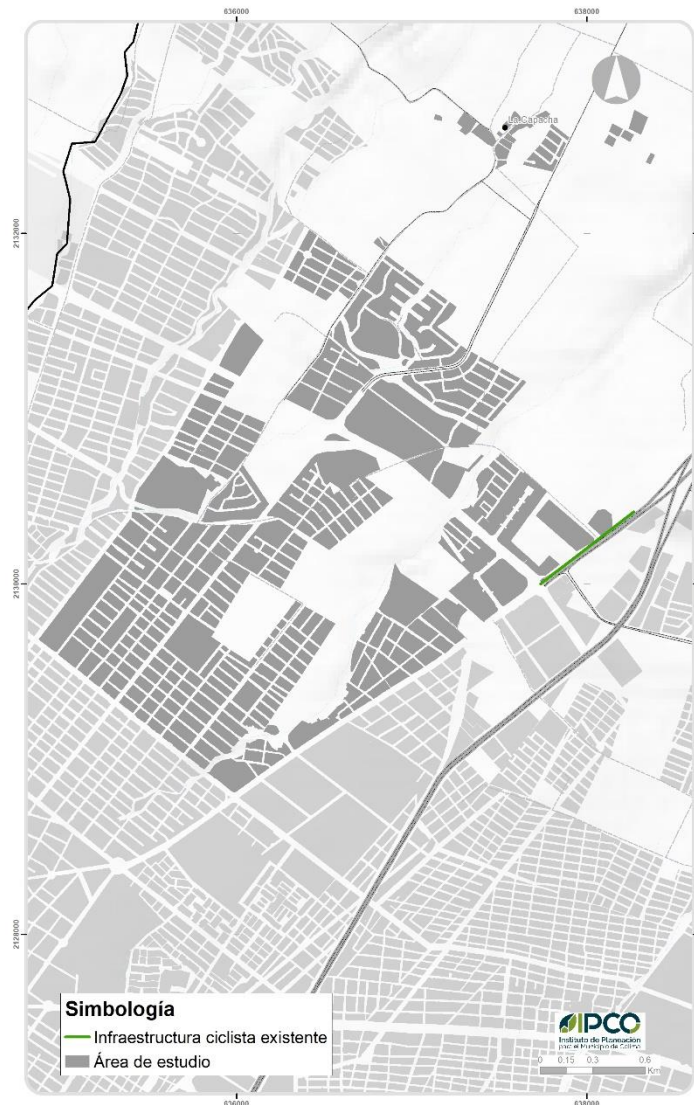 636000 638000
La Capacha
2132000
2130000
2128000
Simbología
Infraestructura ciclista existente
Área de estudio
IPCO
Instituto de Planeación
para el Municipio de Colima
0 0.15 0.3 0.6
Km
636000 638000